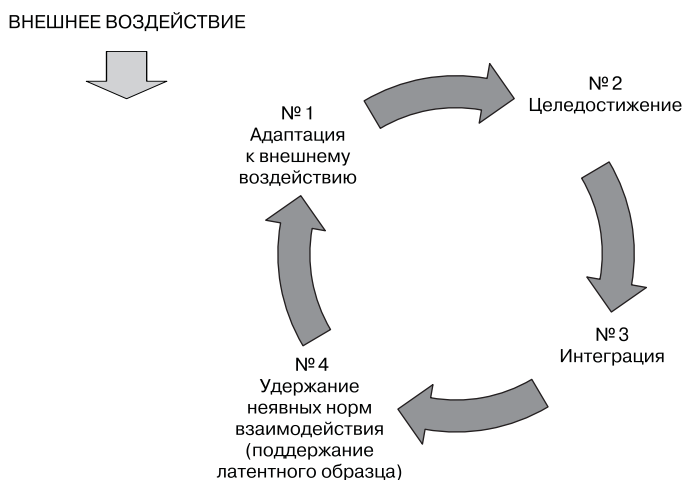 ВНЕШНЕЕ ВОЗДЕЙСТВИЕ
№ 1
Адаптация
к внешнему
воздействию
№ 2
Целедостижение
№ 3
Интеграция
№ 4
Удержание
неявных норм
взаимодействия
(поддержание
латентного образца)